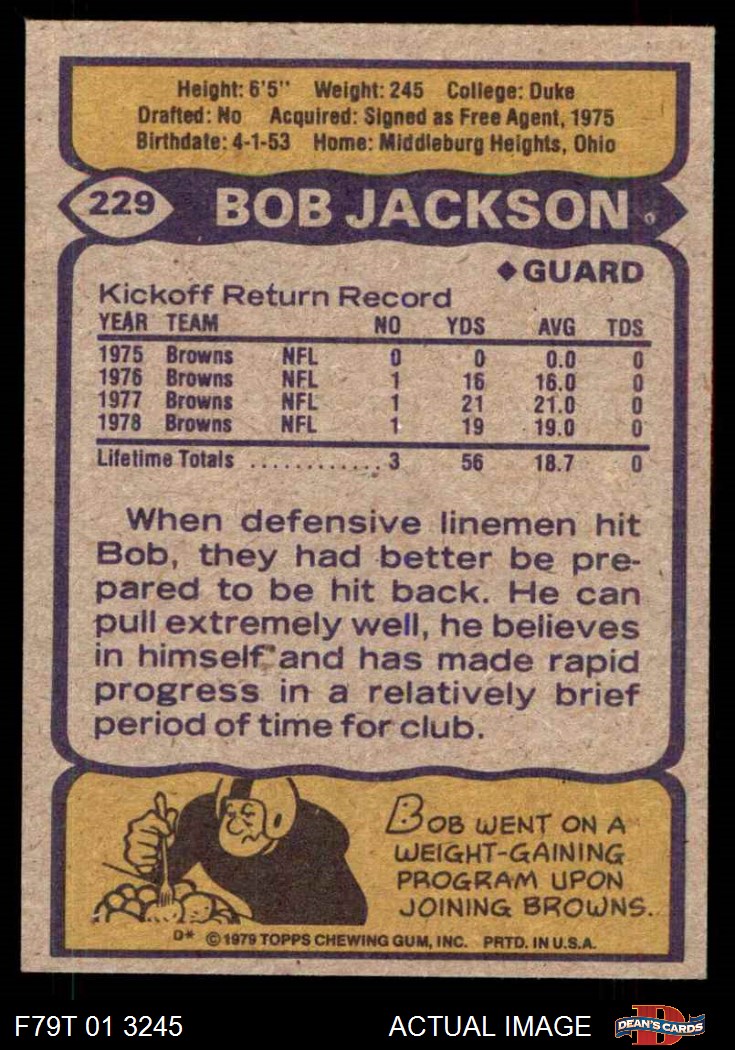 Height: 6'5" Weight: 245 College: Duke
Drafted: No Acquired: Signed as Free Agent, 1975
Birthdate: 4-1-53 Home: Middleburg Heights, Ohio
229 BOB JACKSON
◆GUARD
Kickoff Return Record
YEAR TEAM NO YDS AVG TDS
1975 Browns NFL 0 0 0.0 0
1976 Browns NFL 1 16 16.0 0
1977 Browns NFL 1 21 21.0 0
1978 Browns NFL 1 19 19.0 0
Lifetime Totals ............ 3 56 18.7 0
When defensive linemen hit
Bob, they had better be pre-
pared to be hit back. He can
pull extremely well, he believes
in himself and has made rapid
progress in a relatively brief
period of time for club.
BOB WENT ON A
WEIGHT-GAINING
PROGRAM UPON
JOINING BROWNS.
D* ©1979 TOPPS CHEWING GUM, INC. PRTD. IN U.S.A.
F79T 01 3245 ACTUAL IMAGE D DEAN'S CARDS